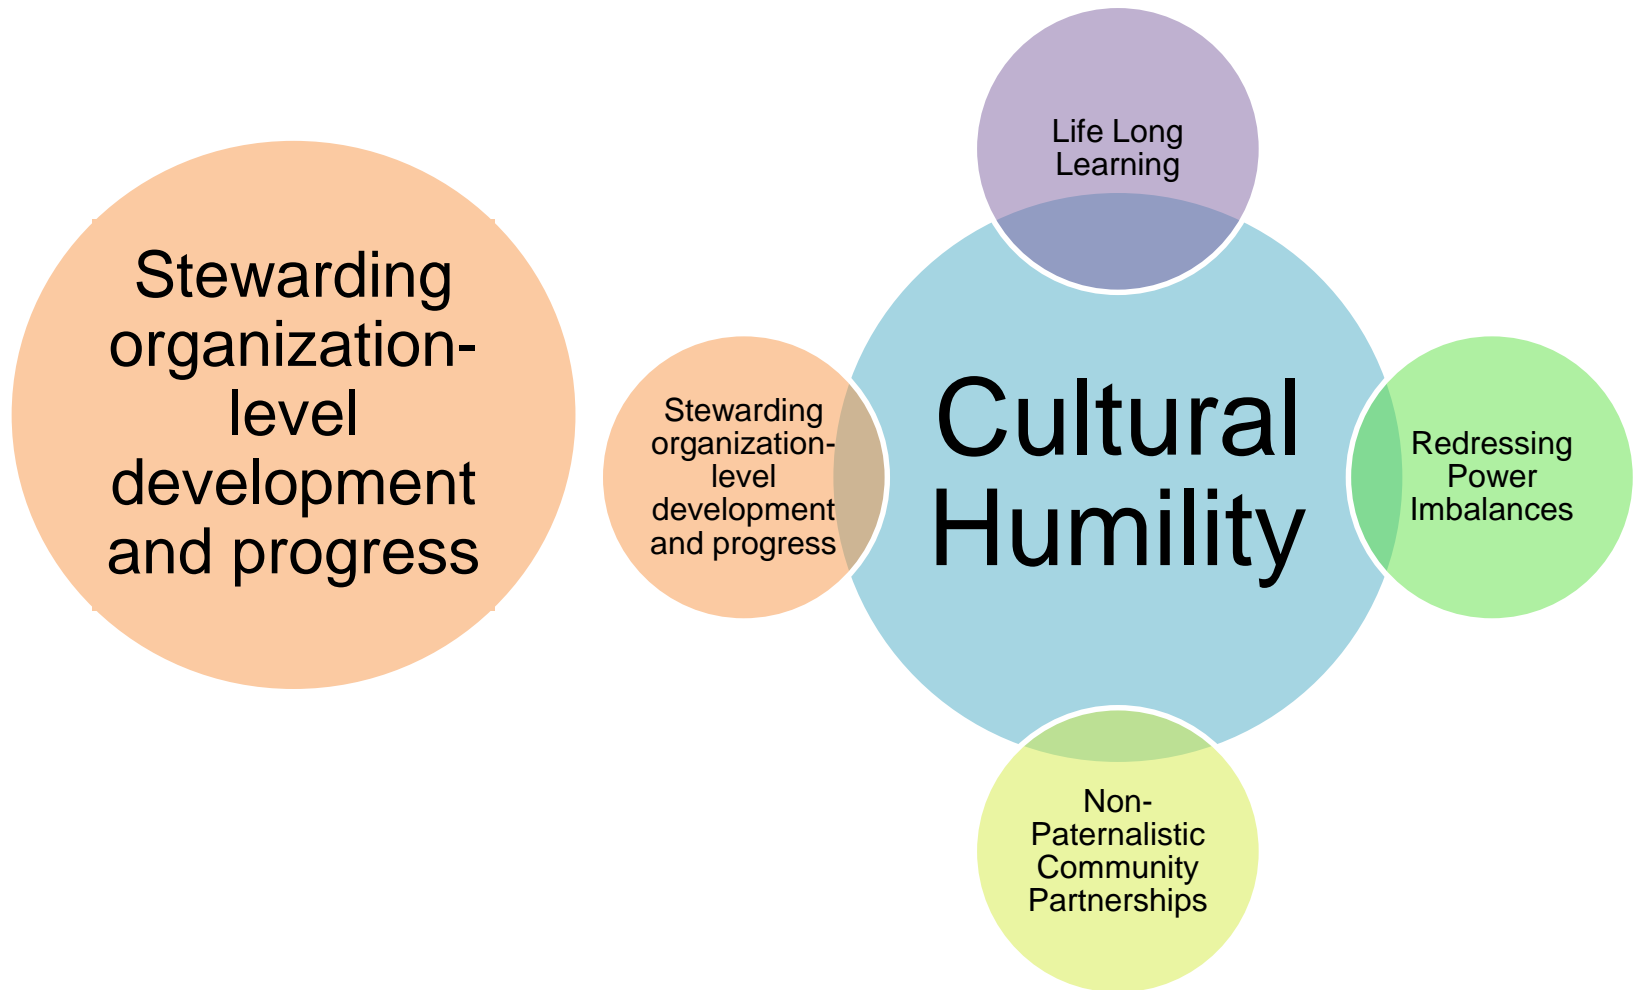 Stewarding
organization-
level
development
and progress
Life Long
Learning
Stewarding
organization-
level
development
and progress
Cultural
Humility
Redressing
Power
Imbalances
Non-
Paternalistic
Community
Partnerships